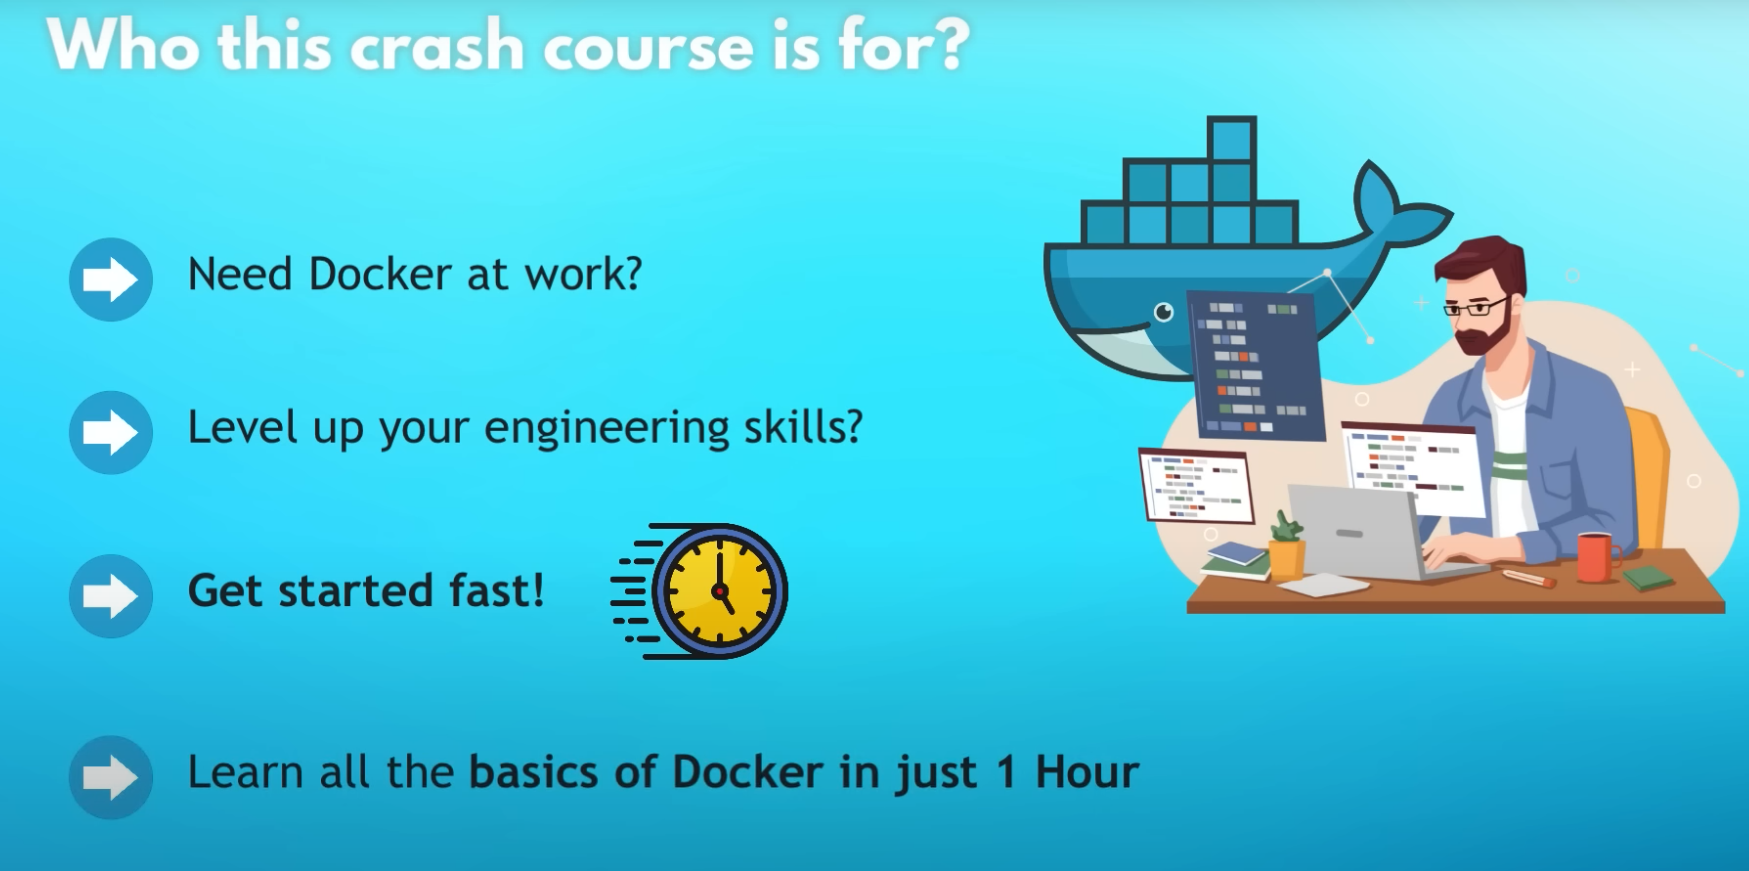 Who this crash course is for?
Need Docker at work?
Level up your engineering skills?
Get started fast!
Learn all the basics of Docker in just 1 Hour